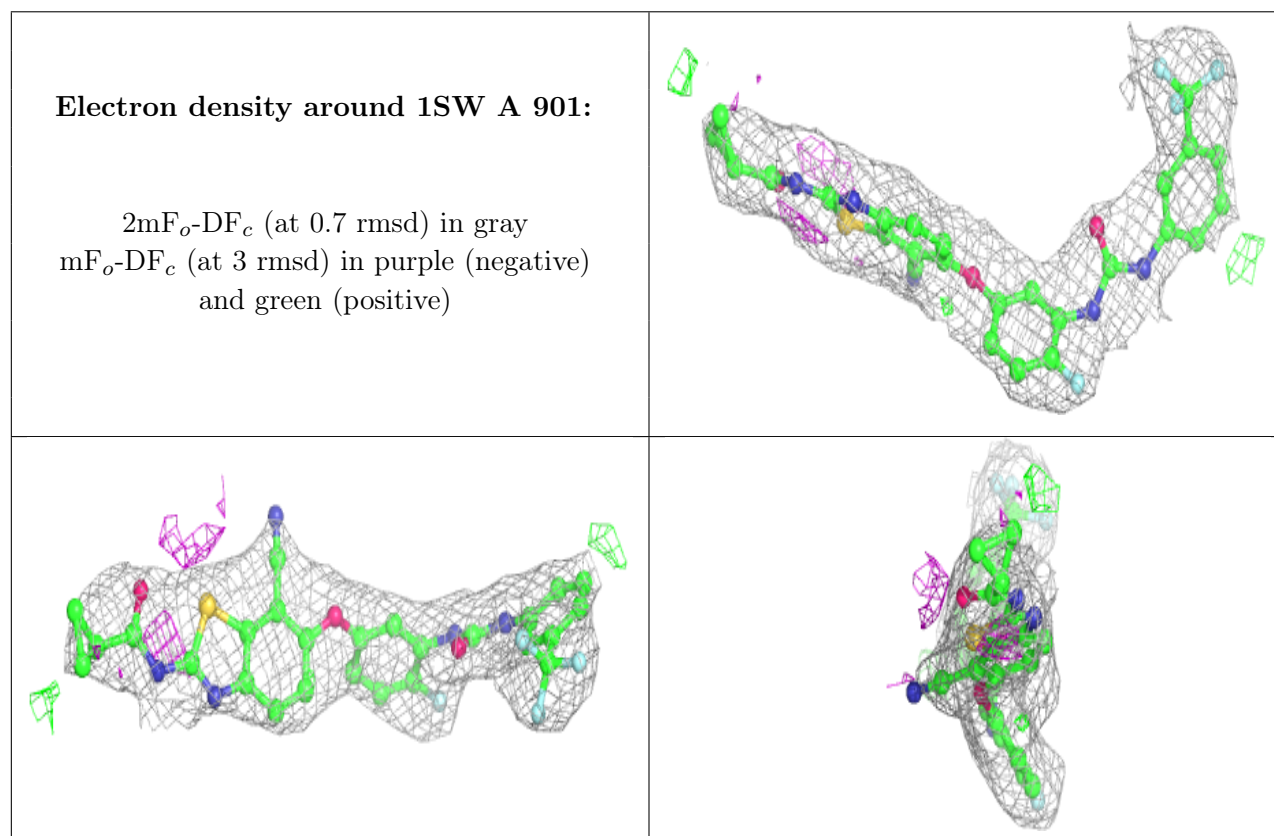 Electron density around 1SW A 901:
2mFo-DFc (at 0.7 rmsd) in gray
mFo-DFc (at 3 rmsd) in purple (negative)
and green (positive)